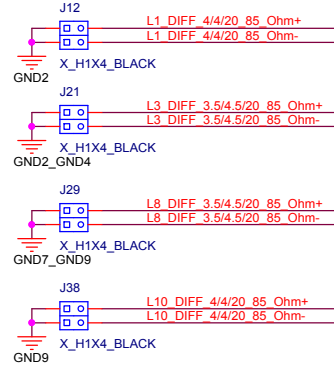 J12
L1_DIFF_4/4/20_85_Ohm+
L1_DIFF_4/4/20_85_Ohm-
GND2
X_H1X4_BLACK
J21
L3_DIFF_3.5/4.5/20_85_Ohm+
L3_DIFF_3.5/4.5/20_85_Ohm-
X_H1X4_BLACK
GND2_GND4
J29
L8_DIFF_3.5/4.5/20_85_Ohm+
L8_DIFF_3.5/4.5/20_85_Ohm-
X_H1X4_BLACK
GND7_GND9
J38
L10_DIFF_4/4/20_85_Ohm+
L10_DIFF_4/4/20_85_Ohm-
X_H1X4_BLACK
GND9